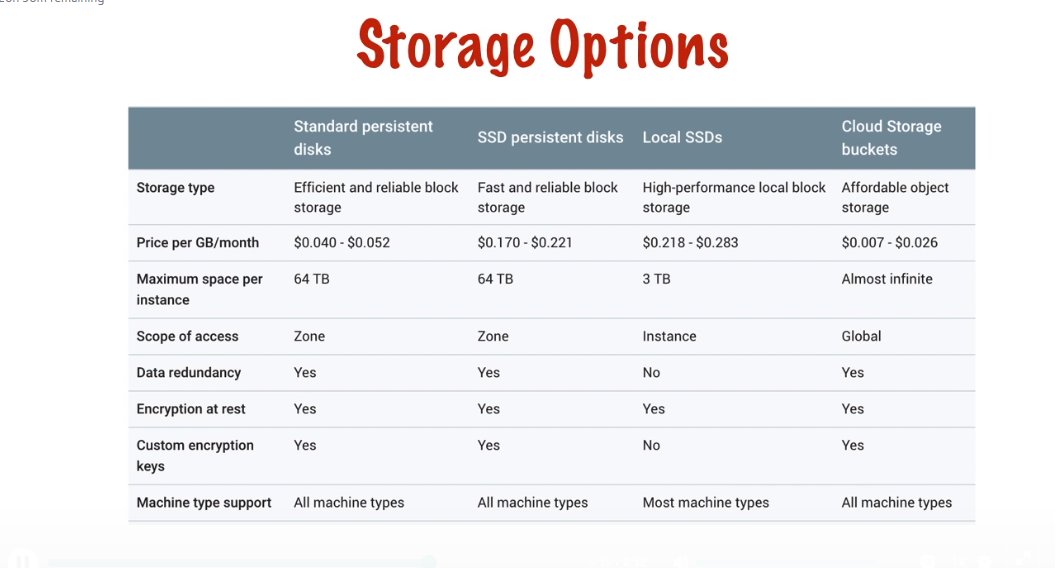 Storage Options
Standard persistent disks
SSD persistent disks
Local SSDs
Cloud Storage buckets
Storage type
Efficient and reliable block storage
Fast and reliable block storage
High-performance local block storage
Affordable object storage
Price per GB/month
$0.040 - $0.052
$0.170 - $0.221
$0.218 - $0.283
$0.007 - $0.026
Maximum space per instance
64 TB
64 TB
3 TB
Almost infinite
Scope of access
Zone
Zone
Instance
Global
Data redundancy
Yes
Yes
No
Yes
Encryption at rest
Yes
Yes
Yes
Yes
Custom encryption keys
Yes
Yes
No
Yes
Machine type support
All machine types
All machine types
Most machine types
All machine types